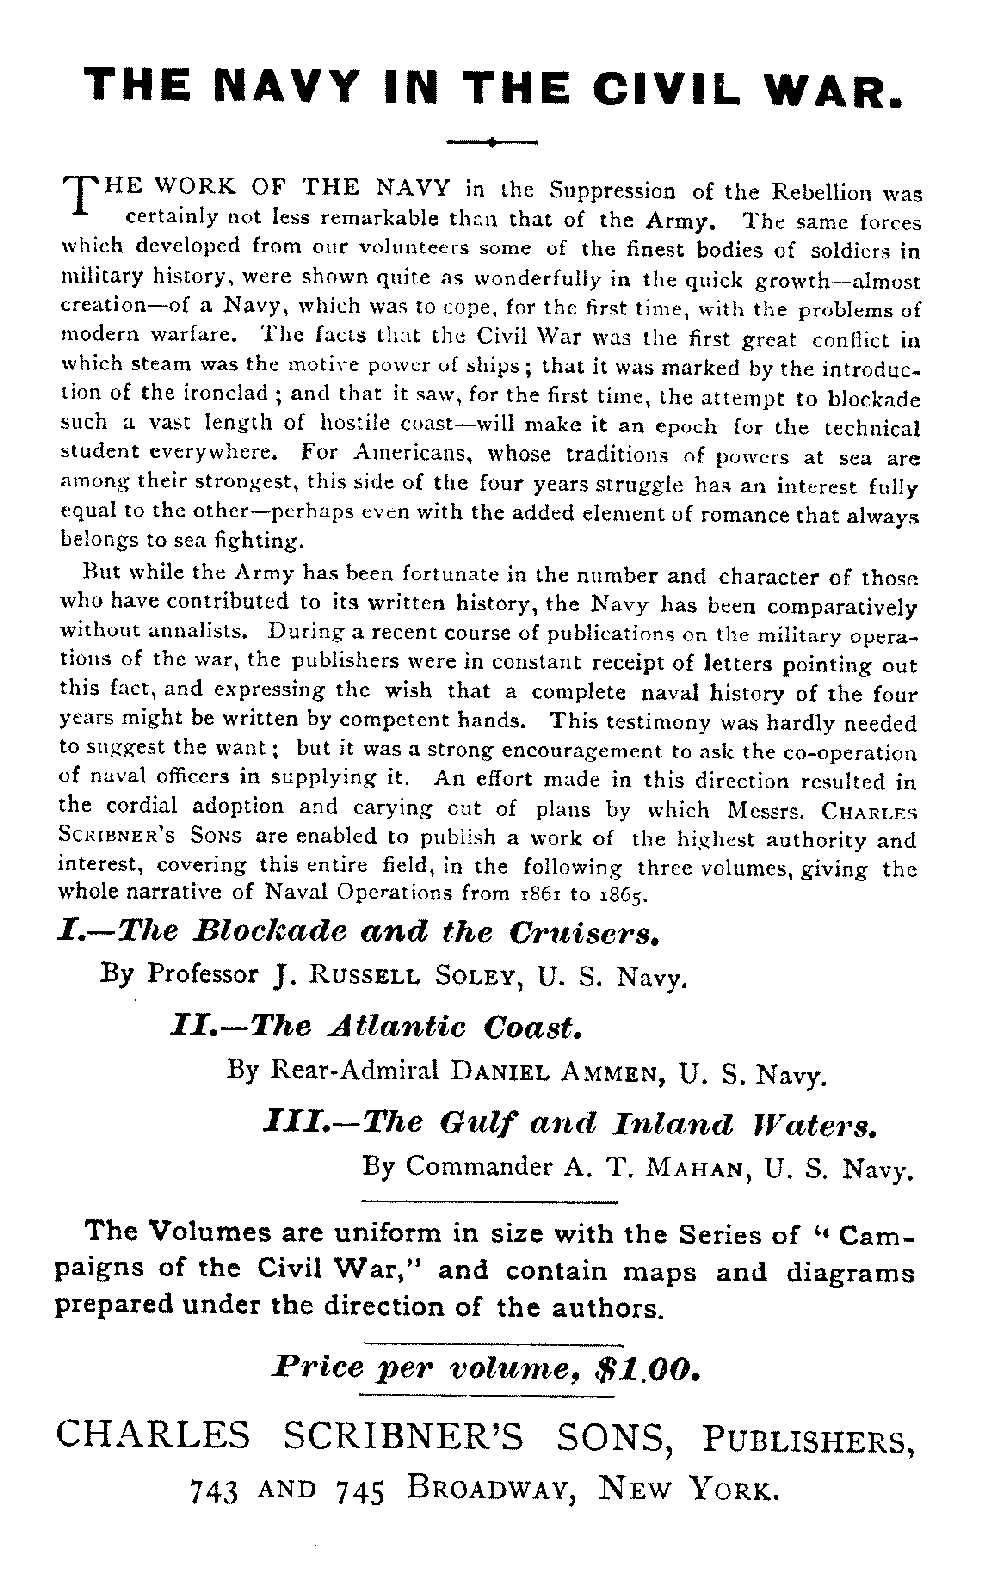 THE NAVY IN THE CIVIL WAR.
THE WORK OF THE NAVY in the Suppression of the Rebellion was
certainly not less remarkable than that of the Army. The same forces
which developed from our volunteers some of the finest bodies of soldiers in
military history, were shown quite as wonderfully in the quick growth—almost
creation—of a Navy, which was to cope, for the first time, with the problems of
modern warfare. The facts that the Civil War was the first great conflict in
which steam was the motive power of ships; that it was marked by the introduc-
tion of the ironclad; and that it saw, for the first time, the attempt to blockade
such a vast length of hostile coast—will make it an epoch for the technical
student everywhere. For Americans, whose traditions of powers at sea are
among their strongest, this side of the four years struggle has an interest fully
equal to the other—perhaps even with the added element of romance that always
belongs to sea fighting.
But while the Army has been fortunate in the number and character of those
who have contributed to its written history, the Navy has been comparatively
without annalists. During a recent course of publications on the military opera-
tions of the war, the publishers were in constant receipt of letters pointing out
this fact, and expressing the wish that a complete naval history of the four
years might be written by competent hands. This testimony was hardly needed
to suggest the want; but it was a strong encouragement to ask the co-operation
of naval officers in supplying it. An effort made in this direction resulted in
the cordial adoption and carying out of plans by which Messrs. CHARLES
SCRIBNER'S SONS are enabled to publish a work of the highest authority and
interest, covering this entire field, in the following three volumes, giving the
whole narrative of Naval Operations from 1861 to 1865.
I.—The Blockade and the Cruisers.
By Professor J. RUSSELL SOLEY, U. S. Navy.
II.—The Atlantic Coast.
By Rear-Admiral DANIEL AMMEN, U. S. Navy.
III.—The Gulf and Inland Waters.
By Commander A. T. MAHAN, U. S. Navy.
The Volumes are uniform in size with the Series of "Cam-
paigns of the Civil War," and contain maps and diagrams
prepared under the direction of the authors.
Price per volume, $1.00.
CHARLES SCRIBNER'S SONS, PUBLISHERS,
743 AND 745 BROADWAY, NEW YORK.